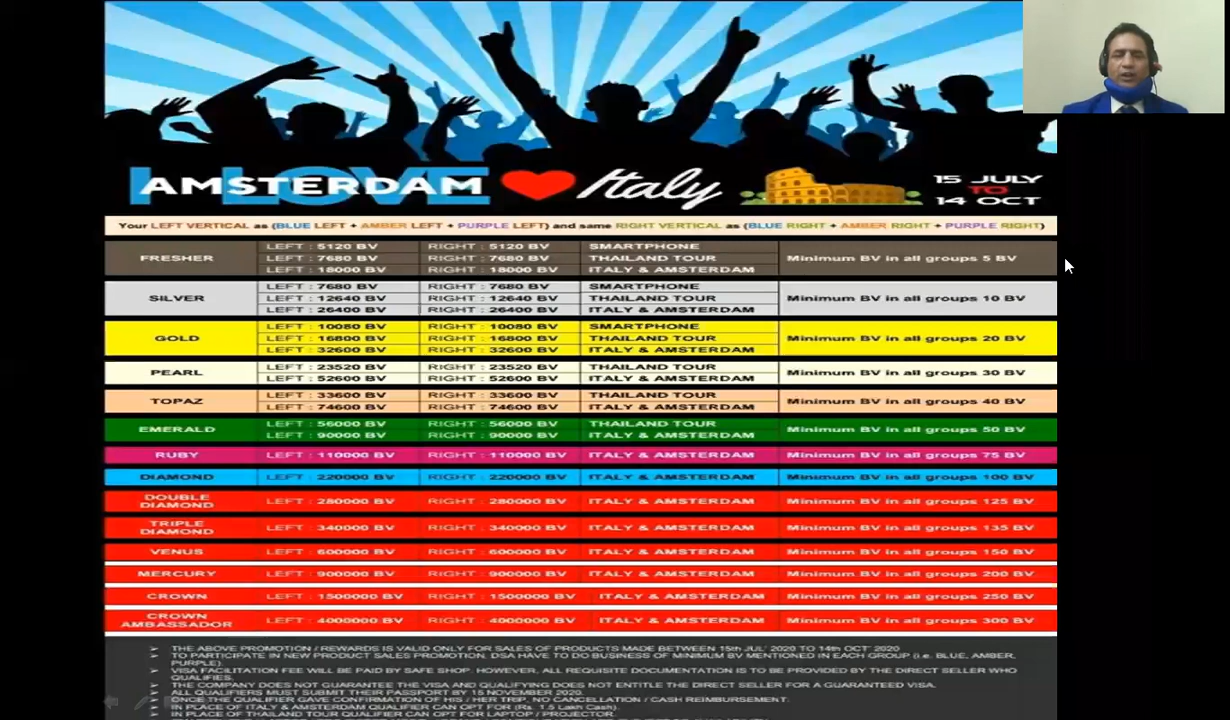 I LOVE
AMSTERDAM Italy
15 JULY
TO
14 OCT
Your LEFT VERTICAL as (BLUE LEFT + AMBER LEFT + PURPLE LEFT) and same RIGHT VERTICAL as (BLUE RIGHT + AMBER RIGHT + PURPLE RIGHT)
FRESHER
LEFT : 5120 BV RIGHT : 5120 BV SMARTPHONE
LEFT : 7680 BV RIGHT : 7680 BV THAILAND TOUR
LEFT : 18000 BV RIGHT : 18000 BV ITALY & AMSTERDAM
Minimum BV in all groups 5 BV
SILVER
LEFT : 7680 BV RIGHT : 7680 BV SMARTPHONE
LEFT : 12640 BV RIGHT : 12640 BV THAILAND TOUR
LEFT : 26400 BV RIGHT : 26400 BV ITALY & AMSTERDAM
Minimum BV in all groups 10 BV
GOLD
LEFT : 10080 BV RIGHT : 10080 BV SMARTPHONE
LEFT : 16800 BV RIGHT : 16800 BV THAILAND TOUR
LEFT : 32600 BV RIGHT : 32600 BV ITALY & AMSTERDAM
Minimum BV in all groups 20 BV
PEARL
LEFT : 23520 BV RIGHT : 23520 BV THAILAND TOUR
LEFT : 52600 BV RIGHT : 52600 BV ITALY & AMSTERDAM
Minimum BV in all groups 30 BV
TOPAZ
LEFT : 33600 BV RIGHT : 33600 BV THAILAND TOUR
LEFT : 74600 BV RIGHT : 74600 BV ITALY & AMSTERDAM
Minimum BV in all groups 40 BV
EMERALD
LEFT : 56000 BV RIGHT : 56000 BV THAILAND TOUR
LEFT : 90000 BV RIGHT : 90000 BV ITALY & AMSTERDAM
Minimum BV in all groups 50 BV
RUBY LEFT : 110000 BV RIGHT : 110000 BV ITALY & AMSTERDAM Minimum BV in all groups 75 BV
DIAMOND LEFT : 220000 BV RIGHT : 220000 BV ITALY & AMSTERDAM Minimum BV in all groups 100 BV
DOUBLE
DIAMOND LEFT : 280000 BV RIGHT : 280000 BV ITALY & AMSTERDAM Minimum BV in all groups 125 BV
TRIPLE
DIAMOND LEFT : 340000 BV RIGHT : 340000 BV ITALY & AMSTERDAM Minimum BV in all groups 135 BV
VENUS LEFT : 600000 BV RIGHT : 600000 BV ITALY & AMSTERDAM Minimum BV in all groups 150 BV
MERCURY LEFT : 900000 BV RIGHT : 900000 BV ITALY & AMSTERDAM Minimum BV in all groups 200 BV
CROWN LEFT : 1500000 BV RIGHT : 1500000 BV ITALY & AMSTERDAM Minimum BV in all groups 250 BV
CROWN
AMBASSADOR LEFT : 4000000 BV RIGHT : 4000000 BV ITALY & AMSTERDAM Minimum BV in all groups 300 BV
THE ABOVE PROMOTION / REWARDS IS VALID ONLY FOR SALES OF PRODUCTS MADE BETWEEN 15th JUL' 2020 TO 14th OCT' 2020
TO PARTICIPATE IN NEW PRODUCT SALES PROMOTION, DSA HAVE TO DO BUSINESS OF MINIMUM BV MENTIONED IN EACH GROUP (i.e. BLUE, AMBER,
PURPLE)
VISA FACILITATION FEE WILL BE PAID BY SAFE SHOP. HOWEVER, ALL REQUISITE DOCUMENTATION IS TO BE PROVIDED BY THE DIRECT SELLER WHO
QUALIFIES.
THE COMPANY DOES NOT GUARANTEE THE VISA AND QUALIFYING DOES NOT ENTITLE THE DIRECT SELLER FOR A GUARANTEED VISA.
ALL QUALIFIERS MUST SUBMIT THEIR PASSPORT BY 15 NOVEMBER 2020.
ONCE THE QUALIFIER GAVE CONFIRMATION OF HIS / HER TRIP, NO CANCELLATION / CASH REIMBURSEMENT.
IN PLACE OF ITALY & AMSTERDAM QUALIFIER CAN OPT FOR (Rs. 1.5 Lakh Cash).
IN PLACE OF THAILAND TOUR QUALIFIER CAN OPT FOR LAPTOP / PROJECTOR.